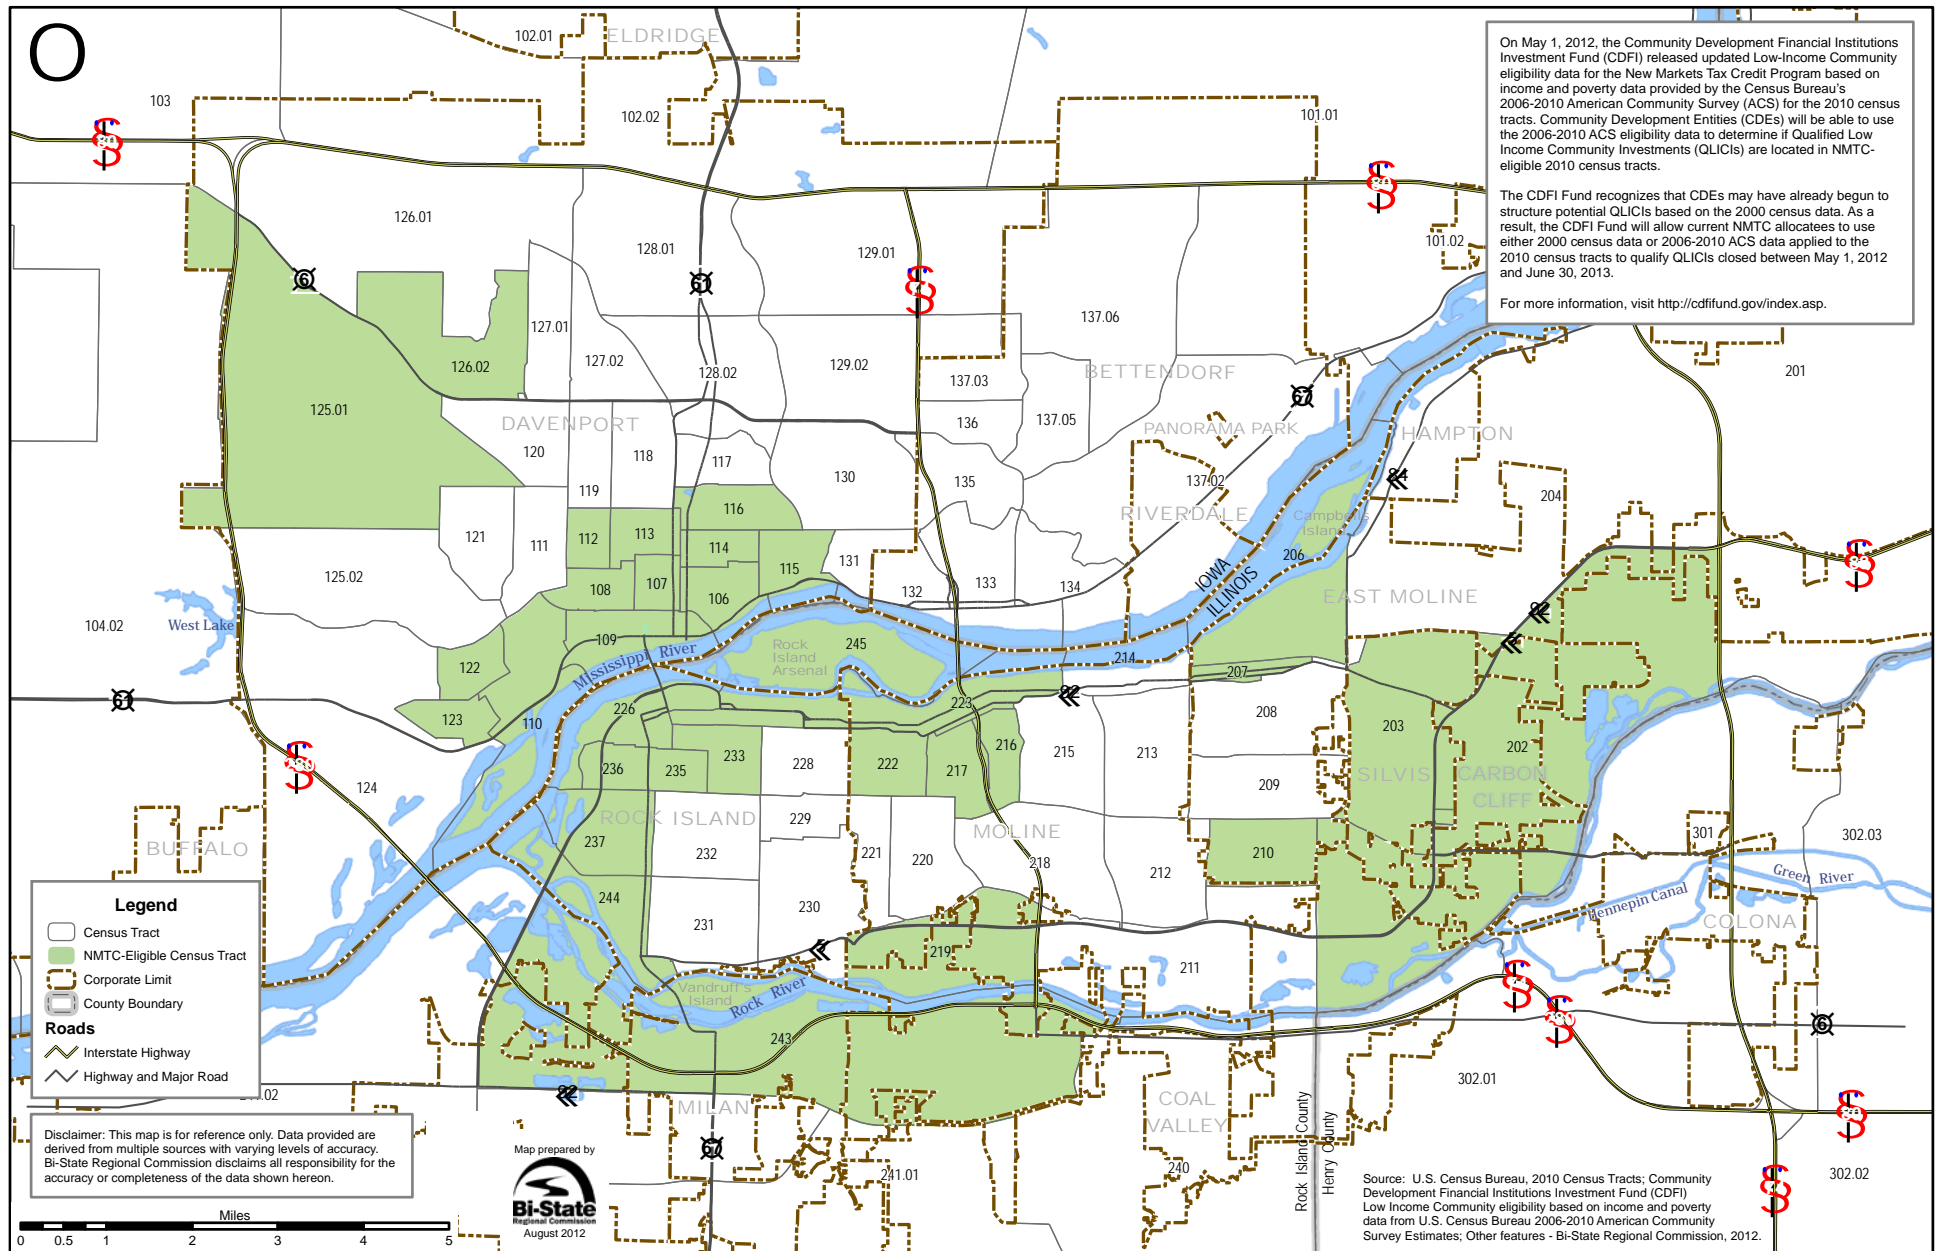 O
On May 1, 2012, the Community Development Financial Institutions
Investment Fund (CDFI) released updated Low-Income Community
eligibility data for the New Markets Tax Credit Program based on
income and poverty data provided by the Census Bureau's
2006-2010 American Community Survey (ACS) for the 2010 census
tracts. Community Development Entities (CDEs) will be able to use
the 2006-2010 ACS eligibility data to determine if Qualified Low
Income Community Investments (QLICIs) are located in NMTC-
eligible 2010 census tracts.
The CDFI Fund recognizes that CDEs may have already begun to
structure potential QLICIs based on the 2000 census data. As a
result, the CDFI Fund will allow current NMTC allocatees to use
either 2000 census data or 2006-2010 ACS data applied to the
2010 census tracts to qualify QLICIs closed between May 1, 2012
and June 30, 2013.
For more information, visit http://cdfifund.gov/index.asp.
102.01
ELDRIDGE
103
102.02
101.01
126.01
128.01
129.01
101.02
6
61
127.01
137.06
126.02
127.02
128.02
129.02
137.03
BETTENDORF
201
67
125.01
DAVENPORT
136
137.05
PANORAMA PARK
HAMPTON
120
118
117
130
135
137.02
84
204
119
116
RIVERDALE
Campbell's
Island
121
111
112
113
114
115
131
206
125.02
108
107
106
132
133
134
IOWA
ILLINOIS
EAST MOLINE
92
5
104.02
West Lake
109
Mississippi River
Rock
Island
Arsenal
245
214
122
207
61
123
110
226
223
92
208
203
202
216
215
213
233
228
222
217
236
235
209
SILVIS
CARBON
CLIFF
124
BUFFALO
ROCK ISLAND
229
MOLINE
237
232
221
220
218
212
210
301
302.03
244
230
231
Green River
Hennepin Canal
COLONA
5
219
211
Vandruff's
Island
Rock River
243
6
302.01
92
MILAN
COAL
VALLEY
67
241.01
240
302.02
Rock Island County
Henry County
Legend
Census Tract
NMTC-Eligible Census Tract
Corporate Limit
County Boundary
Roads
Interstate Highway
Highway and Major Road
Disclaimer: This map is for reference only. Data provided are
derived from multiple sources with varying levels of accuracy.
Bi-State Regional Commission disclaims all responsibility for the
accuracy or completeness of the data shown hereon.
Miles
0 0.5 1 2 3 4 5
Map prepared by
Bi-State
Regional Commission
August 2012
Source: U.S. Census Bureau, 2010 Census Tracts; Community
Development Financial Institutions Investment Fund (CDFI)
Low Income Community eligibility based on income and poverty
data from U.S. Census Bureau 2006-2010 American Community
Survey Estimates; Other features - Bi-State Regional Commission, 2012.